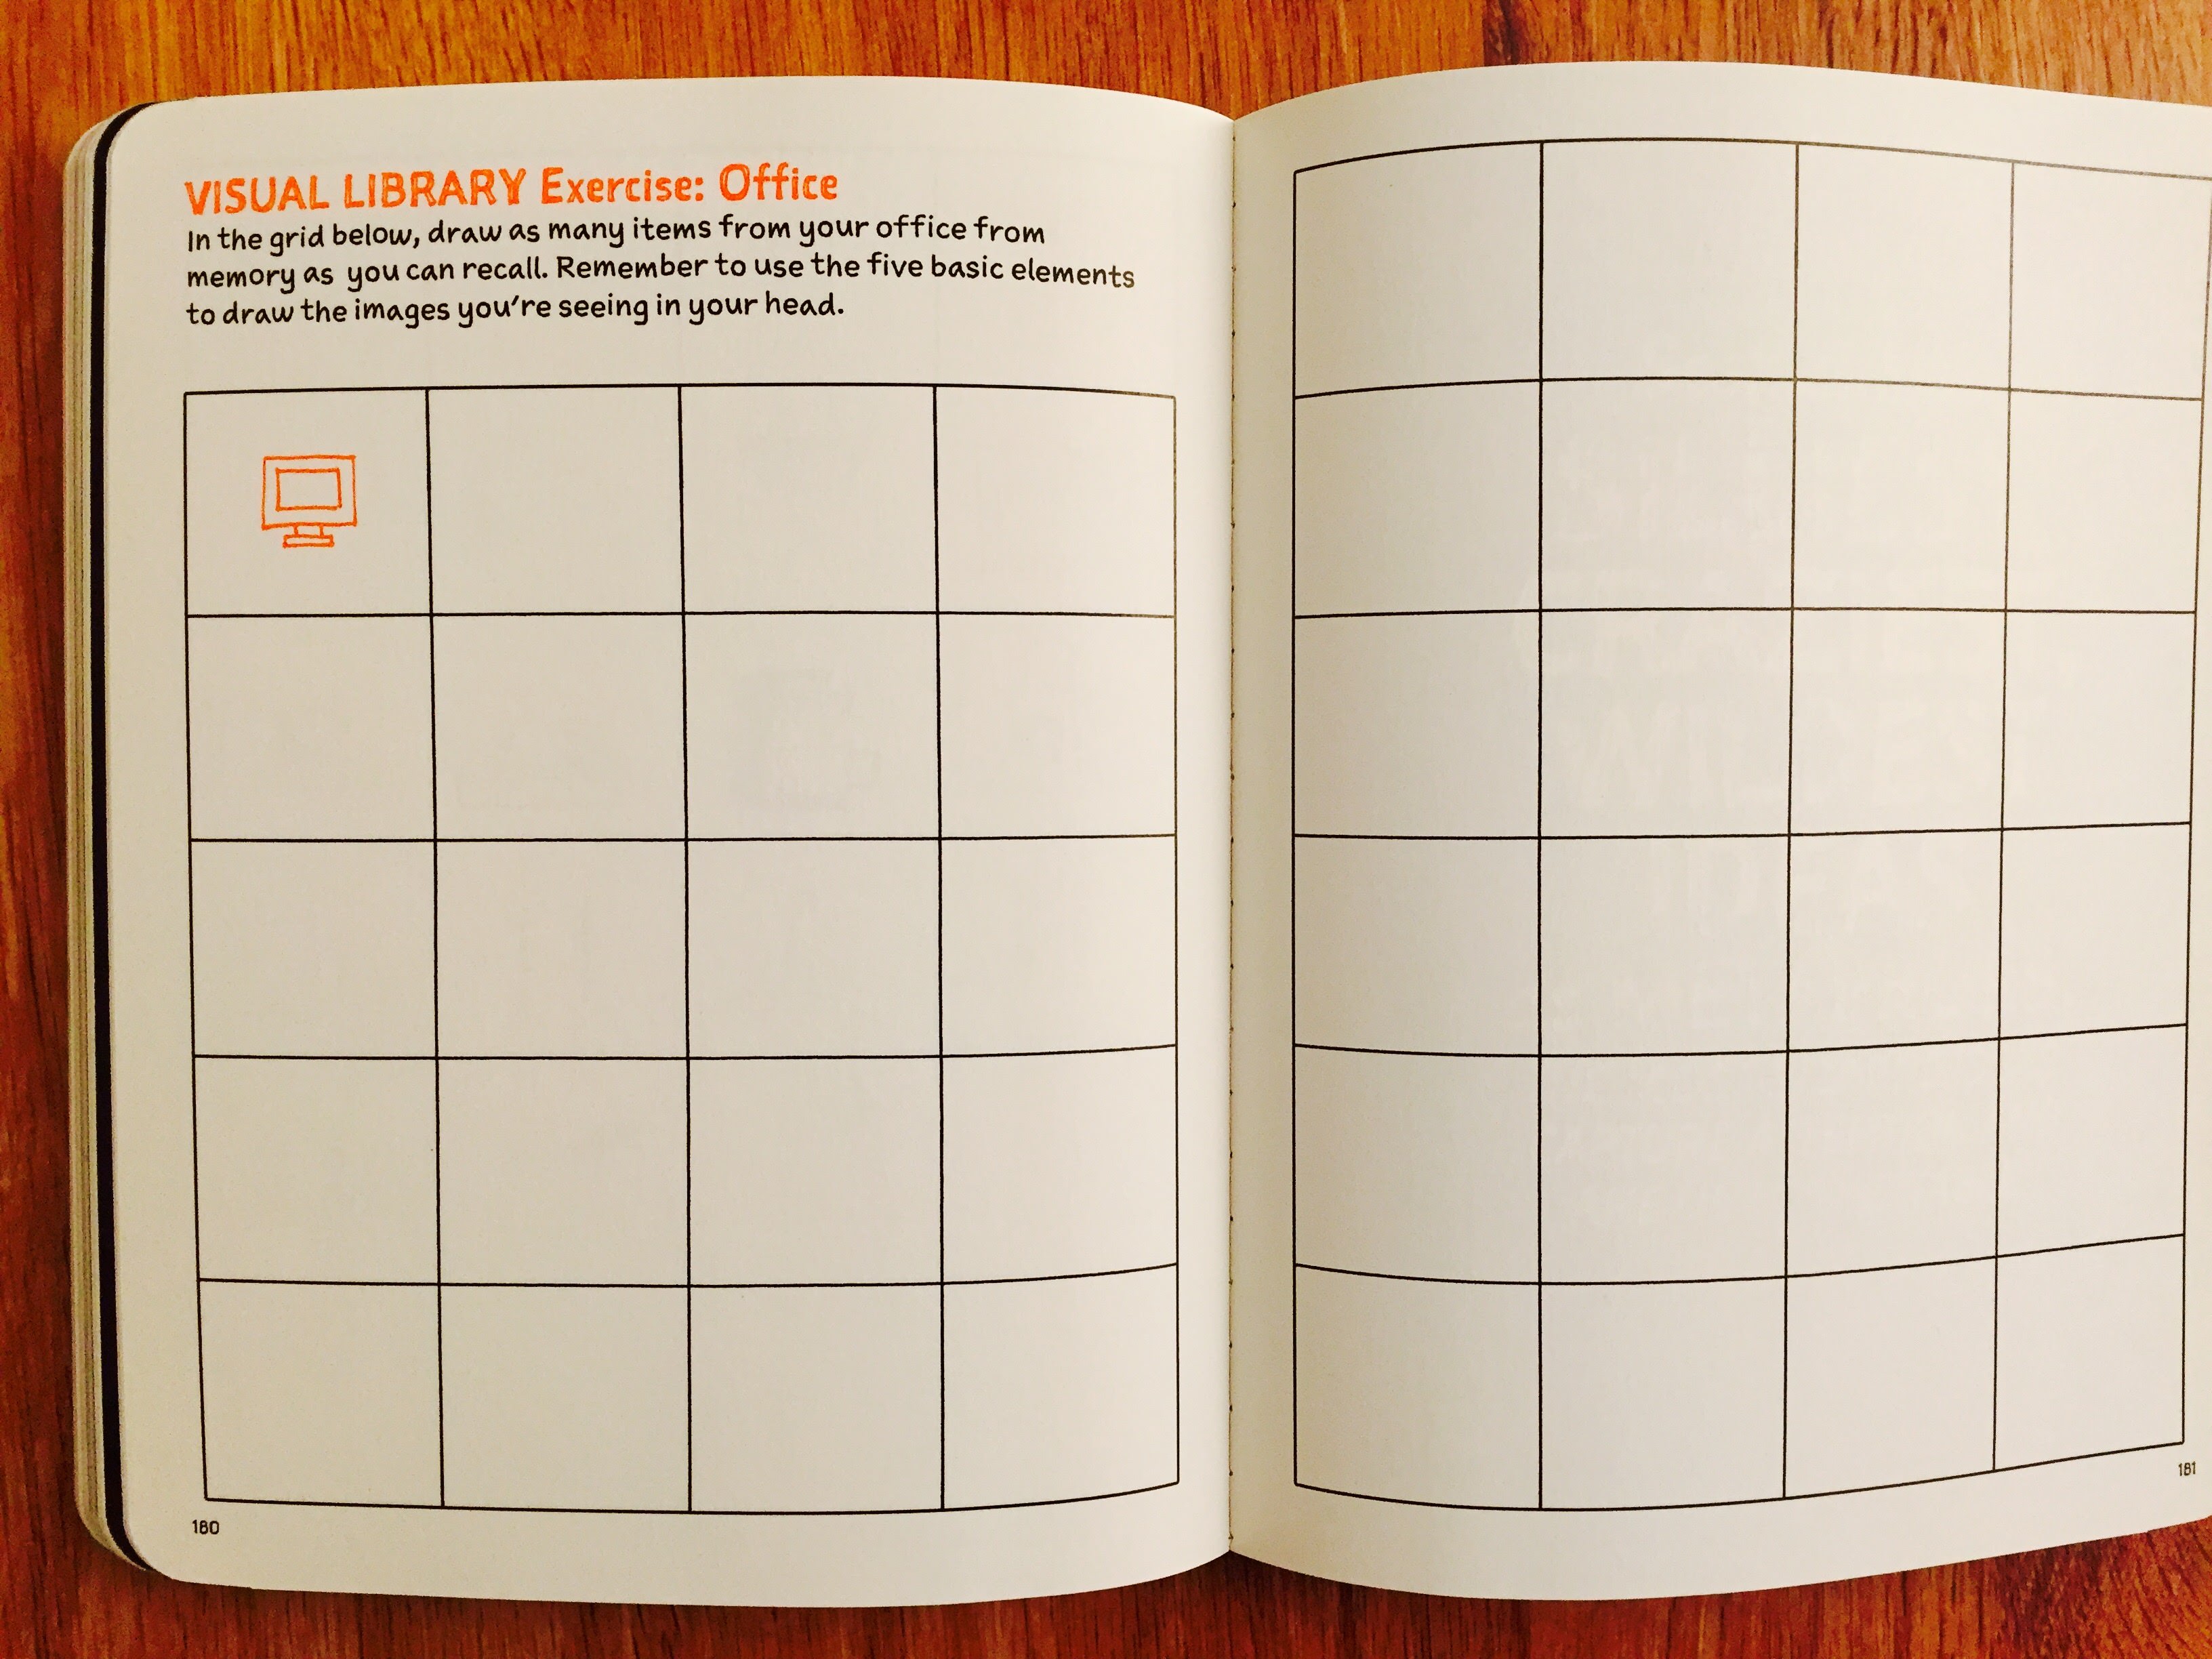 VISUAL LIBRARY Exercise: Office
In the grid below, draw as many items from your office from
memory as you can recall. Remember to use the five basic elements
to draw the images you're seeing in your head.
180
181